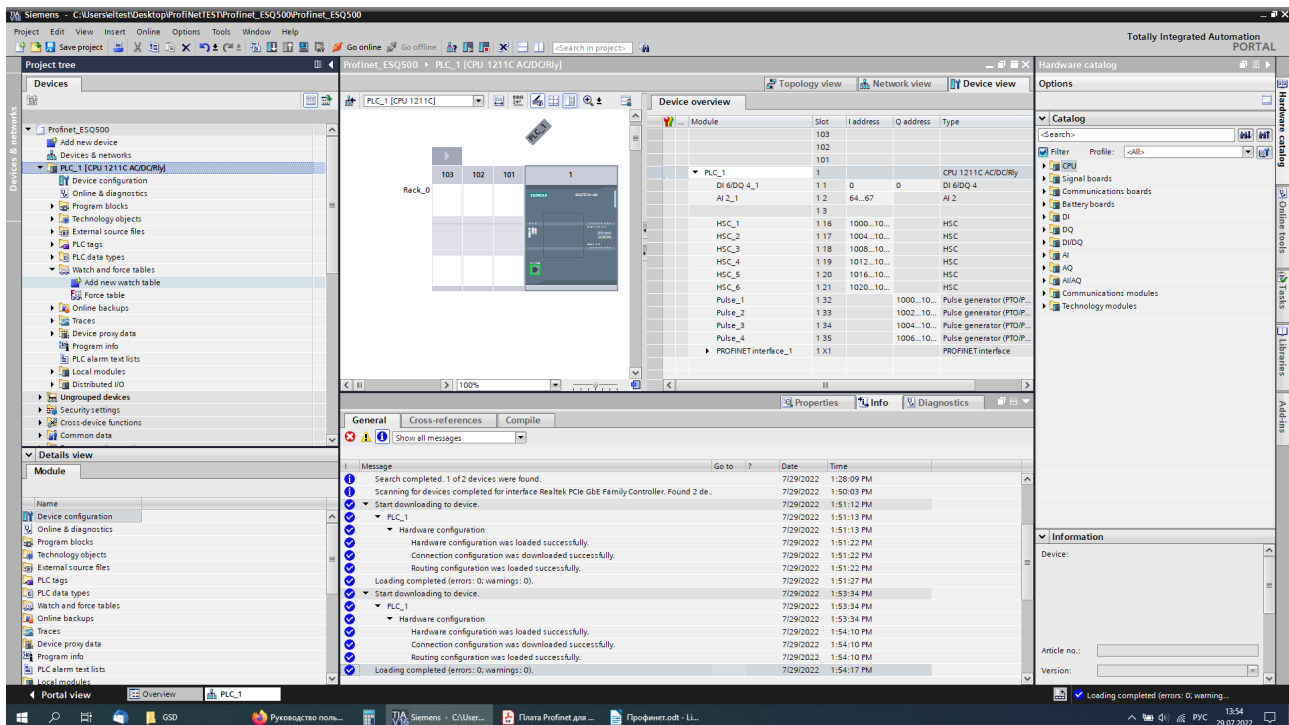 Siemens - C:\Users\eltest\Desktop\ProfiNetTEST\Profinet_ESQ500\Profinet_ESQ500
Project Edit View Insert Online Options Tools Window Help
Totally Integrated Automation
PORTAL
Save project Go online Go offline <Search in project>
Project tree
Devices
Devices & networks
Profinet_ESQ500
Add new device
Devices & networks
PLC_1 [CPU 1211C AC/DC/Rly]
Device configuration
Online & diagnostics
Program blocks
Technology objects
External source files
PLC tags
PLC data types
Watch and force tables
Add new watch table
Force table
Online backups
Traces
Device proxy data
Program info
PLC alarm text lists
Local modules
Distributed I/O
Ungrouped devices
Security settings
Cross-device functions
Common data
Details view
Module
Name
Device configuration
Online & diagnostics
Program blocks
Technology objects
External source files
PLC tags
PLC data types
Watch and force tables
Online backups
Traces
Device proxy data
Program info
PLC alarm text lists
Local modules
Profinet_ESQ500 PLC_1 [CPU 1211C AC/DC/Rly]
Topology view Network view Device view
PLC_1 [CPU 1211C]
PLC_1
103 102 101 1
Rack_0
SIEMENS
100%
Device overview
... Module Slot I address Q address Type
103
102
101
PLC_1 1 CPU 1211C AC/DC/Rly
DI 6/DQ 4_1 1 1 0 0 DI 6/DQ 4
AI 2_1 1 2 64...67 AI 2
1 3
HSC_1 1 16 1000...10... HSC
HSC_2 1 17 1004...10... HSC
HSC_3 1 18 1008...10... HSC
HSC_4 1 19 1012...10... HSC
HSC_5 1 20 1016...10... HSC
HSC_6 1 21 1020...10... HSC
Pulse_1 1 32 1000...10... Pulse generator (PTO/P...
Pulse_2 1 33 1002...10... Pulse generator (PTO/P...
Pulse_3 1 34 1004...10... Pulse generator (PTO/P...
Pulse_4 1 35 1006...10... Pulse generator (PTO/P...
PROFINET interface_1 1 X1 PROFINET interface
Properties Info Diagnostics
General Cross-references Compile
Show all messages
! Message Go to ? Date Time
Search completed. 1 of 2 devices were found. 7/29/2022 1:28:09 PM
Scanning for devices completed for interface Realtek PCIe GbE Family Controller. Found 2 de.. 7/29/2022 1:50:03 PM
Start downloading to device. 7/29/2022 1:51:12 PM
PLC_1 7/29/2022 1:51:13 PM
Hardware configuration 7/29/2022 1:51:13 PM
Hardware configuration was loaded successfully. 7/29/2022 1:51:22 PM
Connection configuration was downloaded successfully. 7/29/2022 1:51:22 PM
Routing configuration was loaded successfully. 7/29/2022 1:51:22 PM
Loading completed (errors: 0; warnings: 0). 7/29/2022 1:51:27 PM
Start downloading to device. 7/29/2022 1:53:34 PM
PLC_1 7/29/2022 1:53:34 PM
Hardware configuration 7/29/2022 1:53:34 PM
Hardware configuration was loaded successfully. 7/29/2022 1:54:10 PM
Connection configuration was downloaded successfully. 7/29/2022 1:54:10 PM
Routing configuration was loaded successfully. 7/29/2022 1:54:10 PM
Loading completed (errors: 0; warnings: 0). 7/29/2022 1:54:17 PM
Hardware catalog
Options
Catalog
<Search>
Filter Profile: <All>
CPU
Signal boards
Communications boards
Battery boards
DI
DQ
DI/DQ
AI
AQ
AI/AQ
Communications modules
Technology modules
Information
Device:
Article no.:
Version:
Hardware catalog
Online tools
Tasks
Libraries
Add-ins
Portal view Overview PLC_1 Loading completed (errors: 0; warning...
GSD Руководство поль... Siemens - C:\User... Плата Profinet для ... Профинет.odt - Li... РУС 13:54
29.07.2022